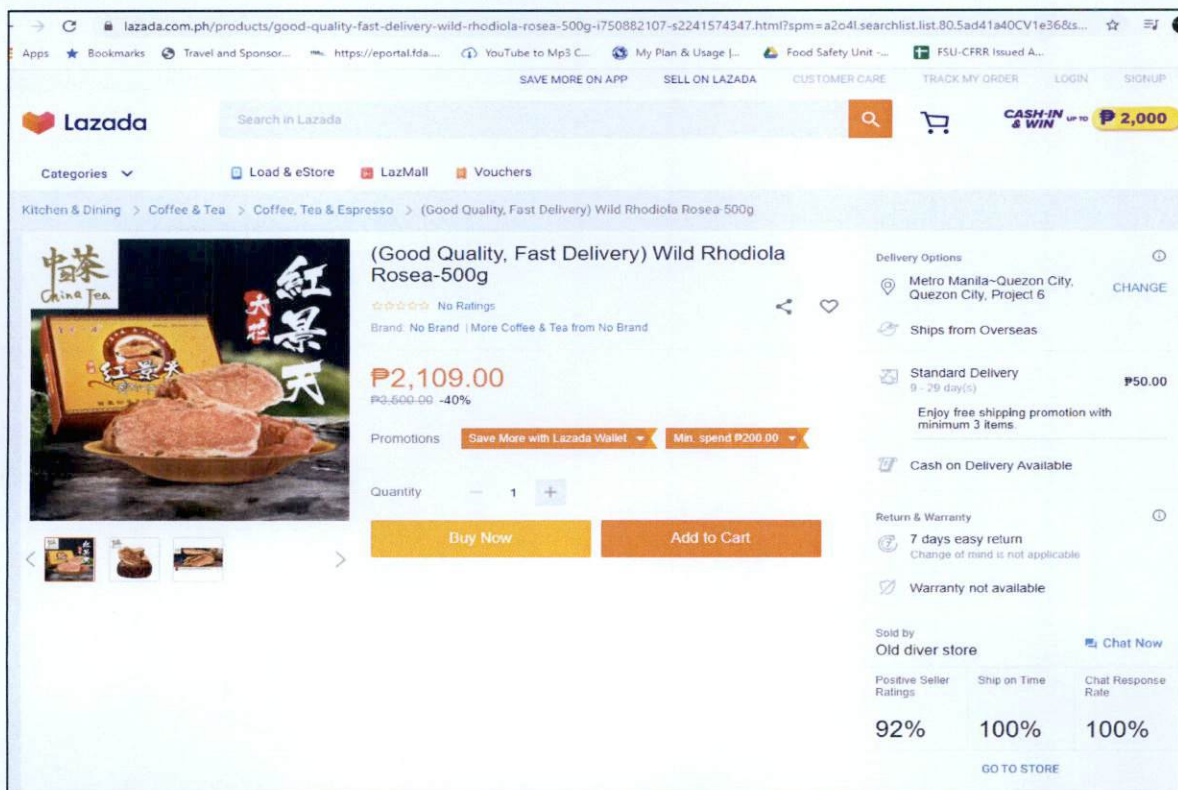 lazada.com.ph/products/good-quality-fast-delivery-wild-rhodiola-rosea-500g-i750882107-s2241574347.html?spm=a2o4l.searchlist.list.80.5ad41a40CV1e36&s...
Apps Bookmarks Travel and Sponsor... https://eportal.fda.... YouTube to Mp3 C... My Plan & Usage |... Food Safety Unit -... FSU-CFRR Issued A...
SAVE MORE ON APP SELL ON LAZADA CUSTOMER CARE TRACK MY ORDER LOGIN SIGNUP
Lazada
Search in Lazada
CASH-IN & WIN UP TO ₱ 2,000
Categories Load & eStore LazMall Vouchers
Kitchen & Dining > Coffee & Tea > Coffee, Tea & Espresso > (Good Quality, Fast Delivery) Wild Rhodiola Rosea-500g
China Tea
紅景天
大花
紅景天
(Good Quality, Fast Delivery) Wild Rhodiola
Rosea-500g
No Ratings
Brand: No Brand | More Coffee & Tea from No Brand
₱2,109.00
₱3,500.00 -40%
Promotions Save More with Lazada Wallet Min. spend ₱200.00
Quantity 1 +
Buy Now Add to Cart
Delivery Options
Metro Manila~Quezon City,
Quezon City, Project 6
CHANGE
Ships from Overseas
Standard Delivery ₱50.00
9 - 29 day(s)
Enjoy free shipping promotion with
minimum 3 items.
Cash on Delivery Available
Return & Warranty
7 days easy return
Change of mind is not applicable
Warranty not available
Sold by
Old diver store Chat Now
Positive Seller Ratings Ship on Time Chat Response Rate
92% 100% 100%
GO TO STORE